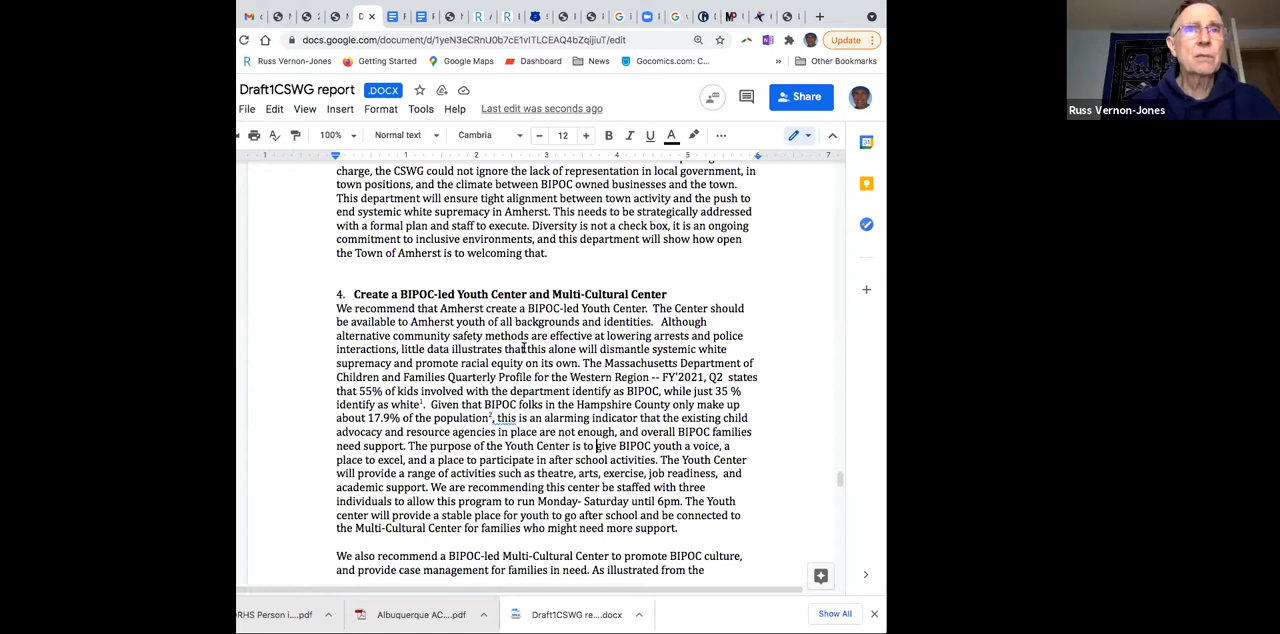 docs.google.com/document/d/1yeN3eCRnU0b7cE1vITLCEAQ4bZqijiuT/edit
Update
Russ Vernon-Jones
Getting Started
Google Maps
Dashboard
News
Gocomics.com: C...
Other Bookmarks
Draft1CSWG report
.DOCX
File Edit View Insert Format Tools Help
Last edit was seconds ago
Share
100% Normal text Cambria 12 B I U A
1 1 2 3 4 5 6 7
charge, the CSWG could not ignore the lack of representation in local government, in
town positions, and the climate between BIPOC owned businesses and the town.
This department will ensure tight alignment between town activity and the push to
end systemic white supremacy in Amherst. This needs to be strategically addressed
with a formal plan and staff to execute. Diversity is not a check box, it is an ongoing
commitment to inclusive environments, and this department will show how open
the Town of Amherst is to welcoming that.
4. Create a BIPOC-led Youth Center and Multi-Cultural Center
We recommend that Amherst create a BIPOC-led Youth Center. The Center should
be available to Amherst youth of all backgrounds and identities. Although
alternative community safety methods are effective at lowering arrests and police
interactions, little data illustrates that this alone will dismantle systemic white
supremacy and promote racial equity on its own. The Massachusetts Department of
Children and Families Quarterly Profile for the Western Region -- FY'2021, Q2 states
that 55% of kids involved with the department identify as BIPOC, while just 35 %
identify as white1. Given that BIPOC folks in the Hampshire County only make up
about 17.9% of the population2, this is an alarming indicator that the existing child
advocacy and resource agencies in place are not enough, and overall BIPOC families
need support. The purpose of the Youth Center is to give BIPOC youth a voice, a
place to excel, and a place to participate in after school activities. The Youth Center
will provide a range of activities such as theatre, arts, exercise, job readiness, and
academic support. We are recommending this center be staffed with three
individuals to allow this program to run Monday- Saturday until 6pm. The Youth
center will provide a stable place for youth to go after school and be connected to
the Multi-Cultural Center for families who might need more support.
We also recommend a BIPOC-led Multi-Cultural Center to promote BIPOC culture,
and provide case management for families in need. As illustrated from the
RHS Person i....pdf
Albuquerque AC....pdf
Draft1CSWG re....docx
Show All
Russ Vernon-Jones